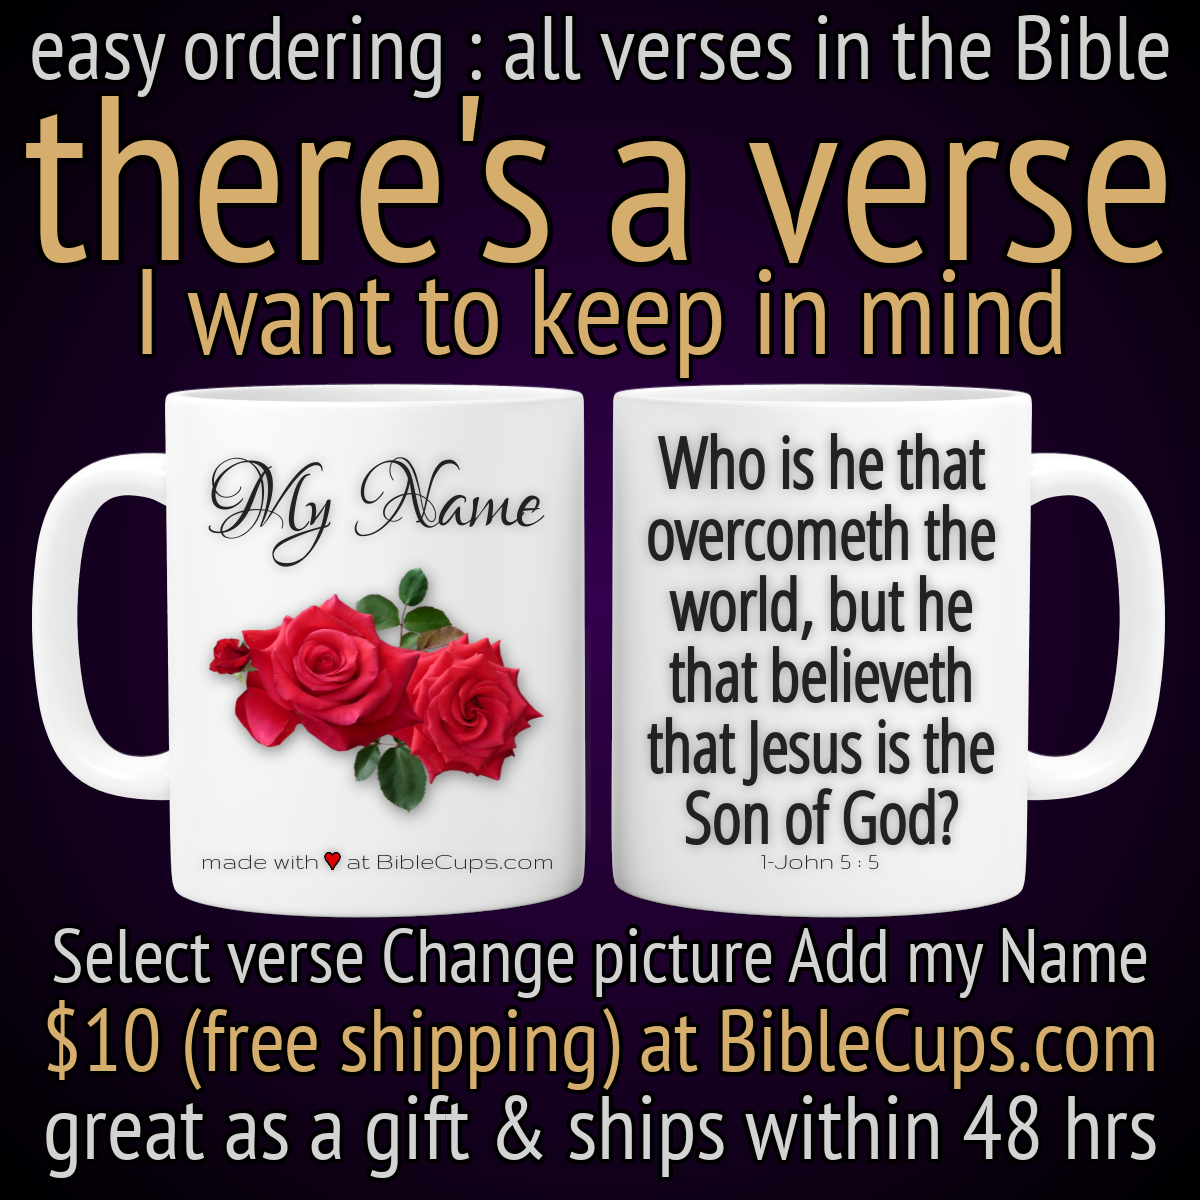 easy ordering : all verses in the Bible
there's a verse
I want to keep in mind
My Name
made with ❤ at BibleCups.com
Who is he that
overcometh the
world, but he
that believeth
that Jesus is the
Son of God?
1-John 5 : 5
Select verse Change picture Add my Name
$10 (free shipping) at BibleCups.com
great as a gift & ships within 48 hrs